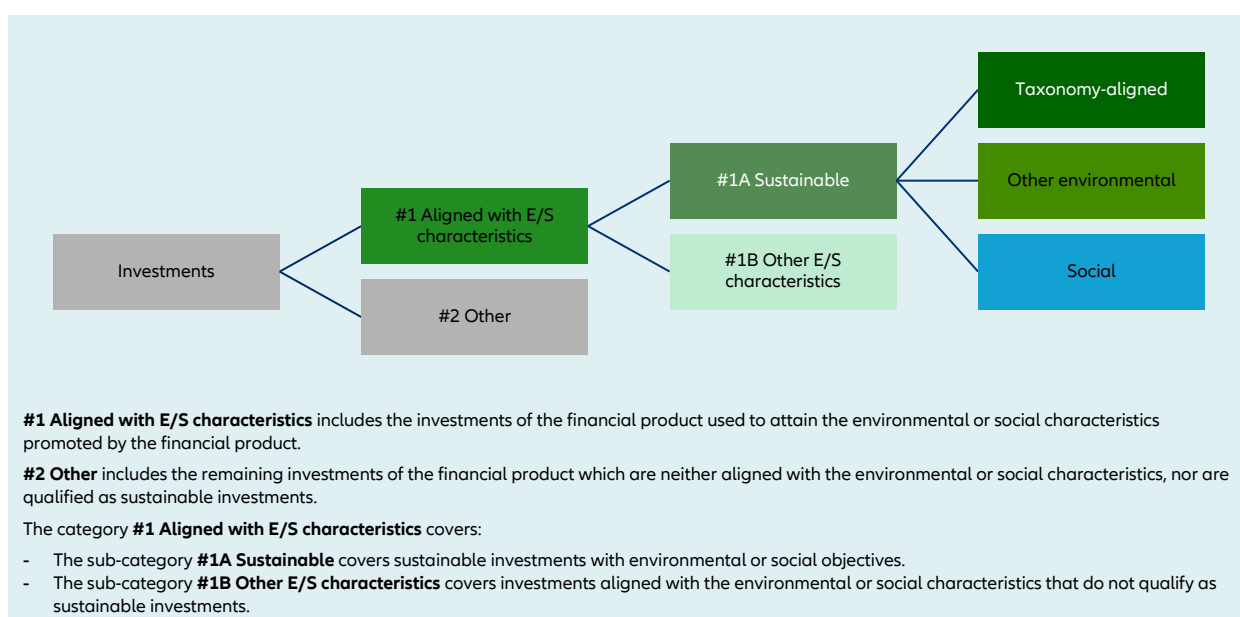 Taxonomy-aligned
#1A Sustainable
Other environmental
#1 Aligned with E/S
characteristics
#1B Other E/S
characteristics
Investments
Social
#2 Other
#1 Aligned with E/S characteristics includes the investments of the financial product used to attain the environmental or social characteristics
promoted by the financial product.
#2 Other includes the remaining investments of the financial product which are neither aligned with the environmental or social characteristics, nor are
qualified as sustainable investments.
The category #1 Aligned with E/S characteristics covers:
- The sub-category #1A Sustainable covers sustainable investments with environmental or social objectives.
- The sub-category #1B Other E/S characteristics covers investments aligned with the environmental or social characteristics that do not qualify as
sustainable investments.